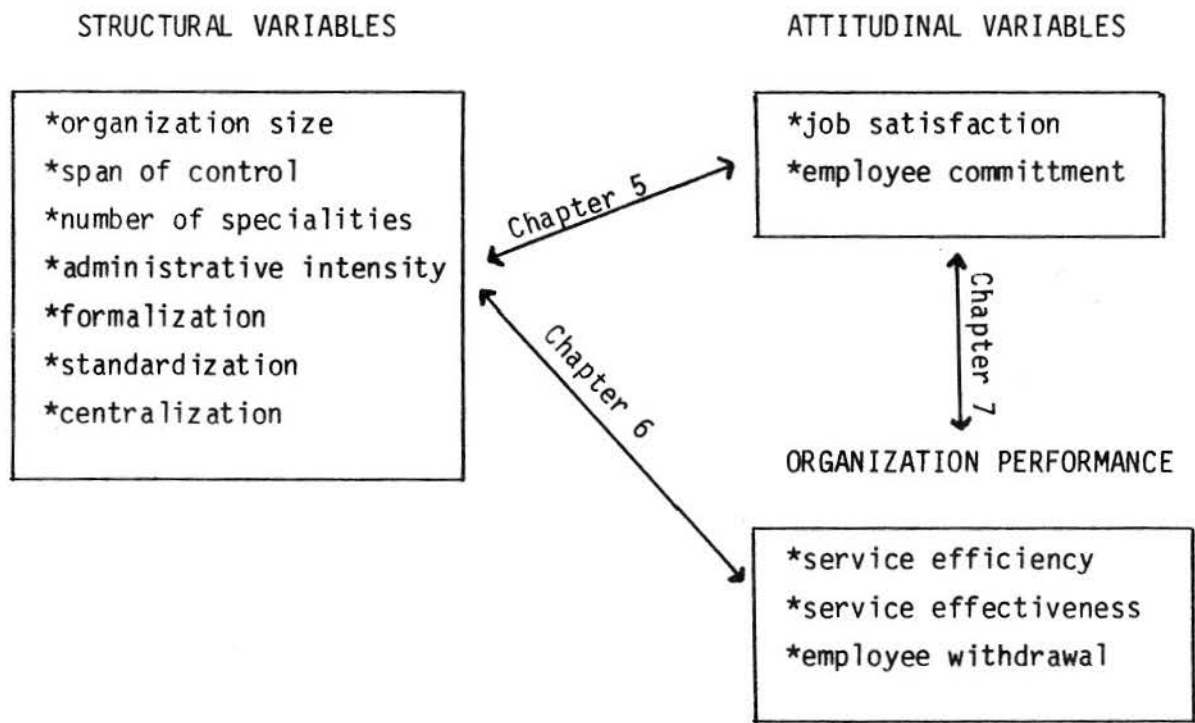 STRUCTURAL VARIABLES
*organization size
*span of control
*number of specialities
*administrative intensity
*formalization
*standardization
*centralization
Chapter 5
Chapter 6
ATTITUDINAL VARIABLES
*job satisfaction
*employee committment
Chapter 7
ORGANIZATION PERFORMANCE
*service efficiency
*service effectiveness
*employee withdrawal